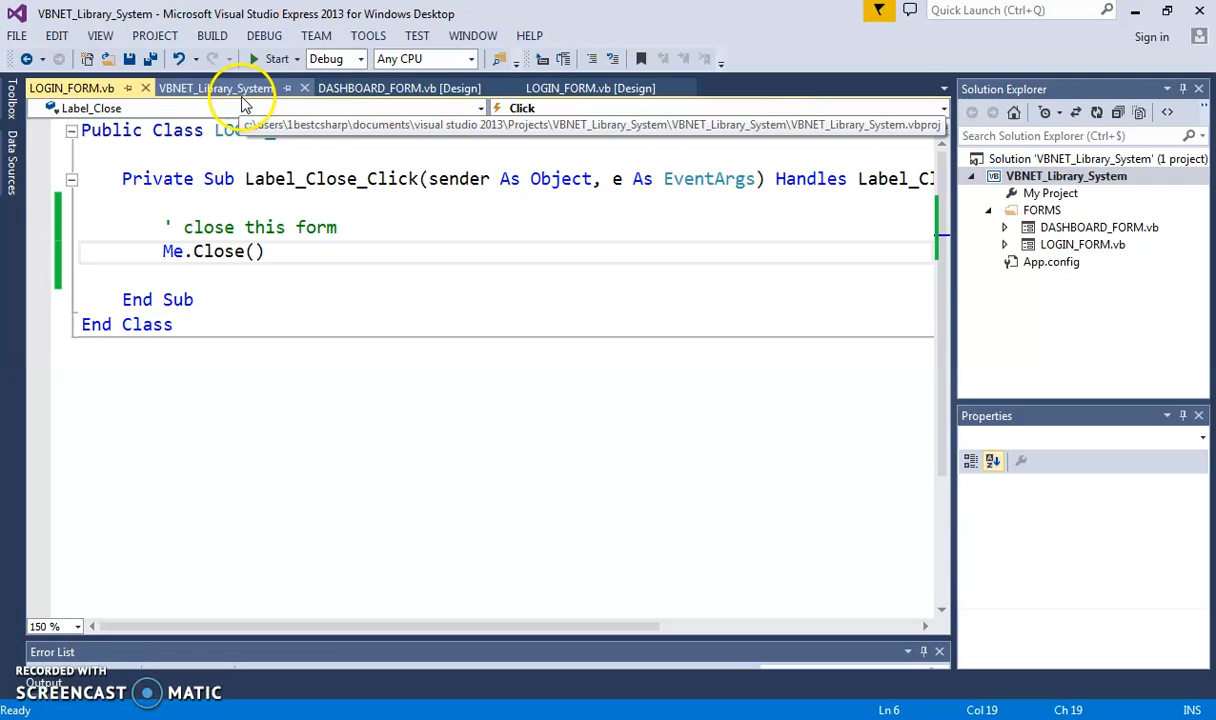 VBNET_Library_System - Microsoft Visual Studio Express 2013 for Windows Desktop
Quick Launch (Ctrl+Q)
FILE EDIT VIEW PROJECT BUILD DEBUG TEAM TOOLS TEST WINDOW HELP
Sign in
Start Debug Any CPU
LOGIN_FORM.vb VBNET_Library_System DASHBOARD_FORM.vb [Design] LOGIN_FORM.vb [Design]
Label_Close Click
c:\users\1bestcsharp\documents\visual studio 2013\Projects\VBNET_Library_System\VBNET_Library_System\VBNET_Library_System.vbproj
Public Class
Private Sub Label_Close_Click(sender As Object, e As EventArgs) Handles Label_Cl
' close this form
Me.Close()
End Sub
End Class
150 %
Error List
Output
Toolbox
Data Sources
Solution Explorer
Search Solution Explorer (Ctrl+$)
Solution 'VBNET_Library_System' (1 project)
VB VBNET_Library_System
My Project
FORMS
DASHBOARD_FORM.vb
LOGIN_FORM.vb
App.config
Properties
RECORDED WITH
SCREENCAST MATIC
Ready Ln 6 Col 19 Ch 19 INS